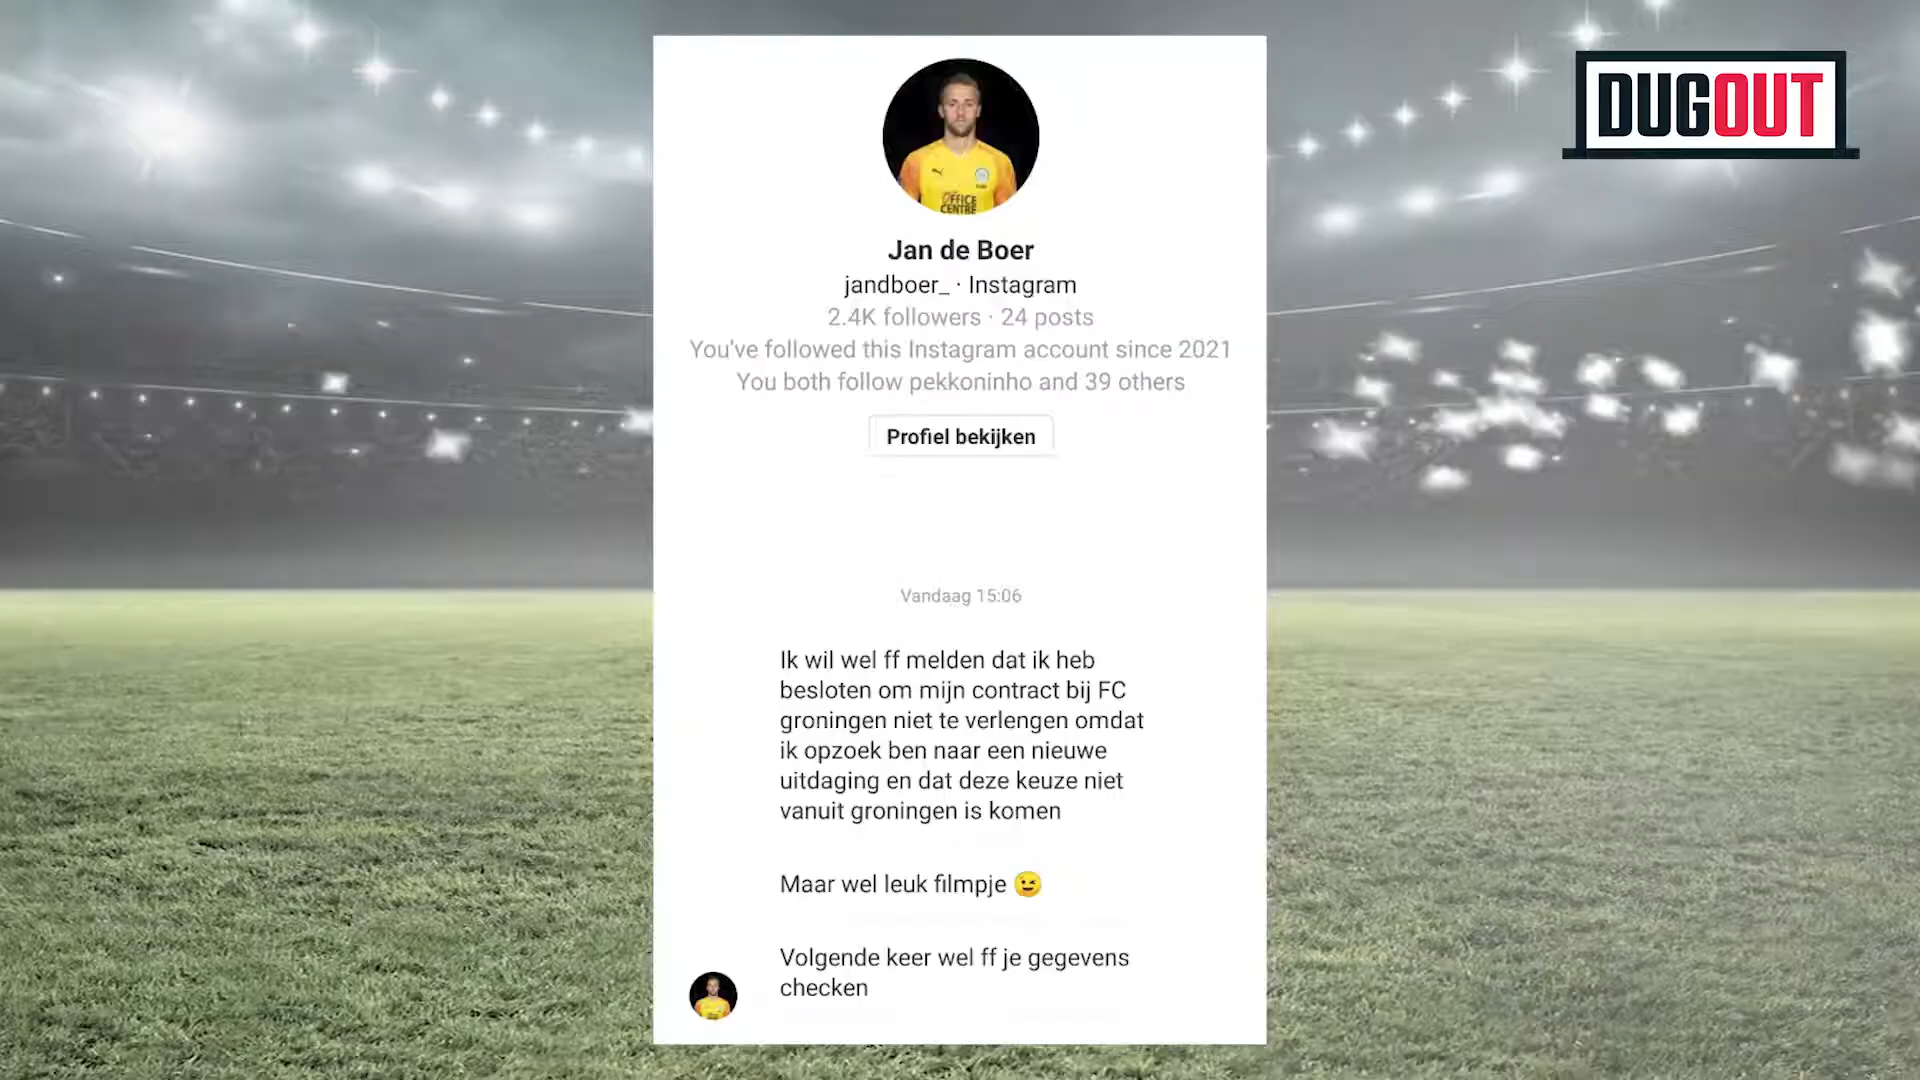 DUGOUT
OFFICE
CENTRE
Jan de Boer
jandboer_ · Instagram
2.4K followers · 24 posts
You've followed this Instagram account since 2021
You both follow pekkoninho and 39 others
Profiel bekijken
Vandaag 15:06
Ik wil wel ff melden dat ik heb
besloten om mijn contract bij FC
groningen niet te verlengen omdat
ik opzoek ben naar een nieuwe
uitdaging en dat deze keuze niet
vanuit groningen is komen
Maar wel leuk filmpje 😉
Volgende keer wel ff je gegevens
checken